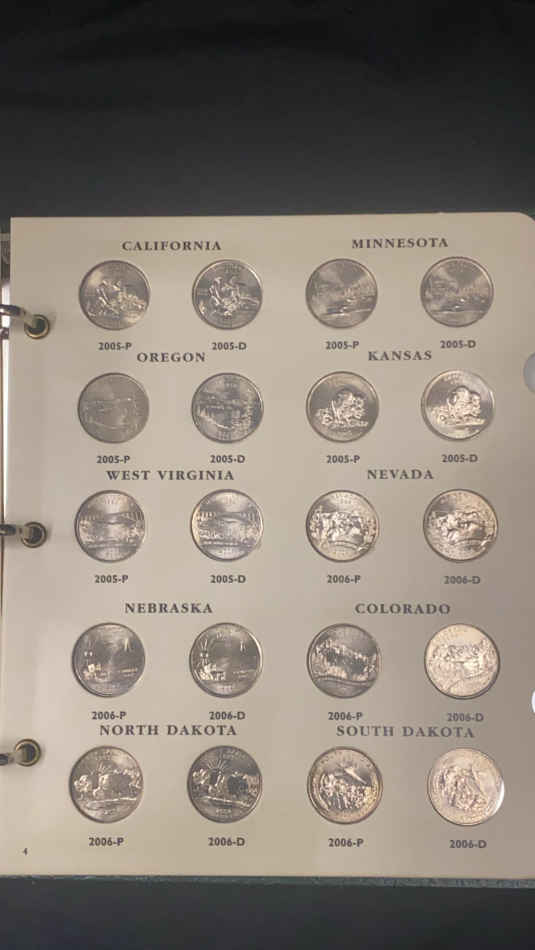 CALIFORNIA MINNESOTA
2005-P 2005-D 2005-P 2005-D
OREGON KANSAS
2005-P 2005-D 2005-P 2005-D
WEST VIRGINIA NEVADA
2005-P 2005-D 2006-P 2006-D
NEBRASKA COLORADO
2006-P 2006-D 2006-P 2006-D
NORTH DAKOTA SOUTH DAKOTA
2006-P 2006-D 2006-P 2006-D
4